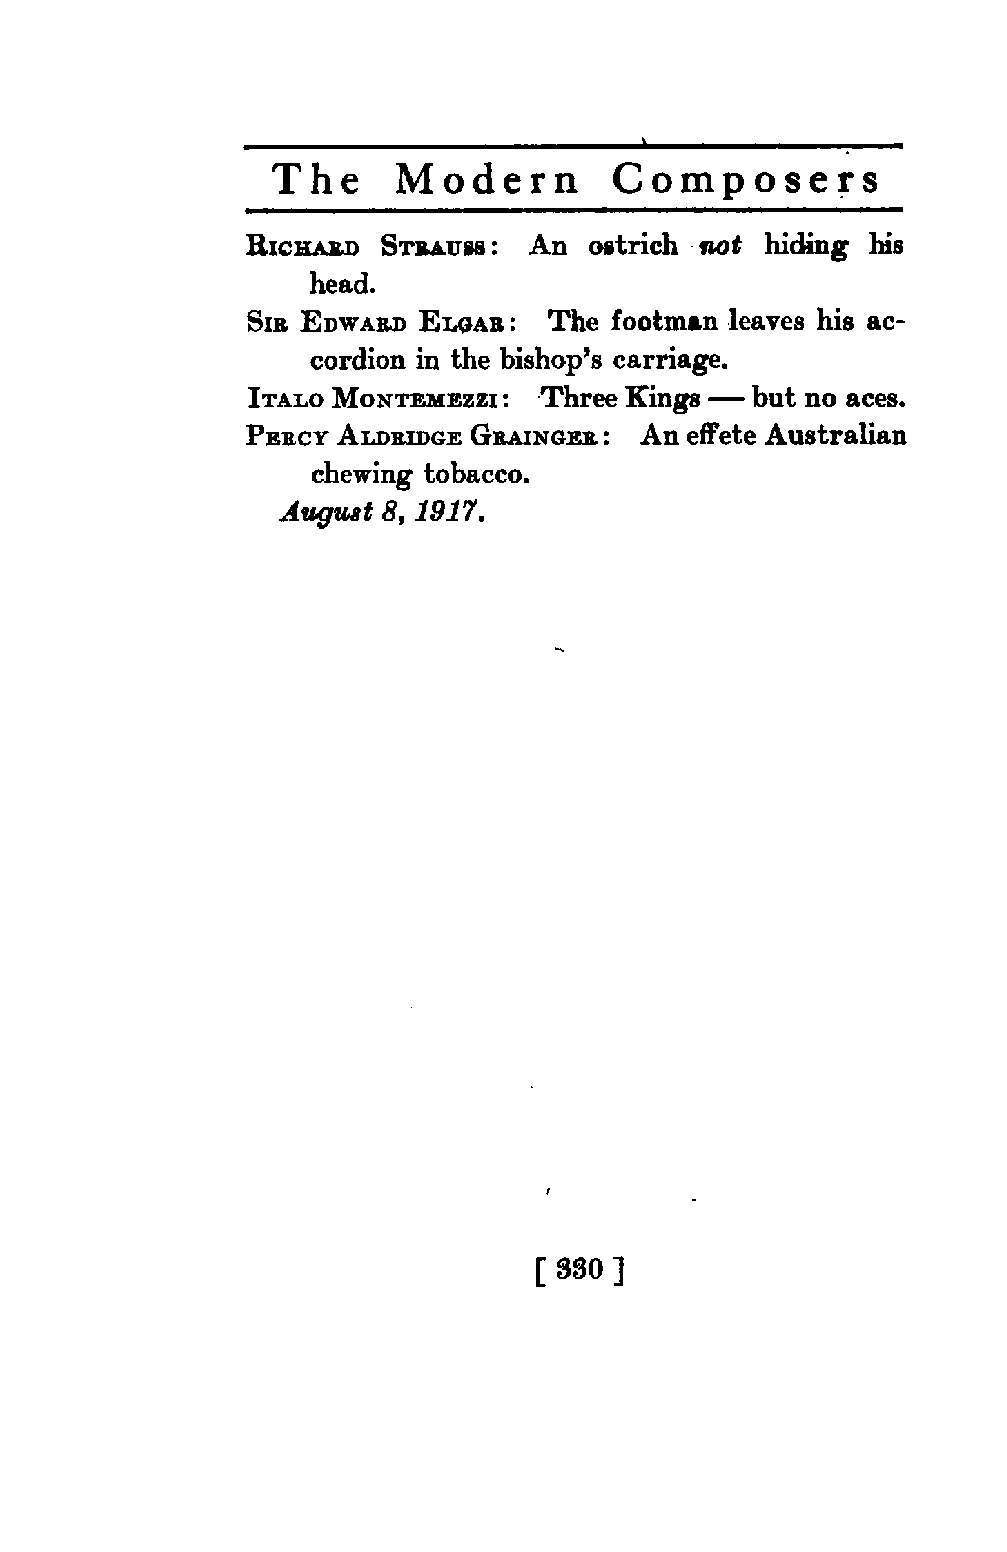 The Modern Composers
Richard Strauss: An ostrich not hiding his
head.
Sir Edward Elgar: The footman leaves his ac-
cordion in the bishop's carriage.
Italo Montemezzi: Three Kings — but no aces.
Percy Aldridge Grainger: An effete Australian
chewing tobacco.
August 8, 1917.
[ 330 ]